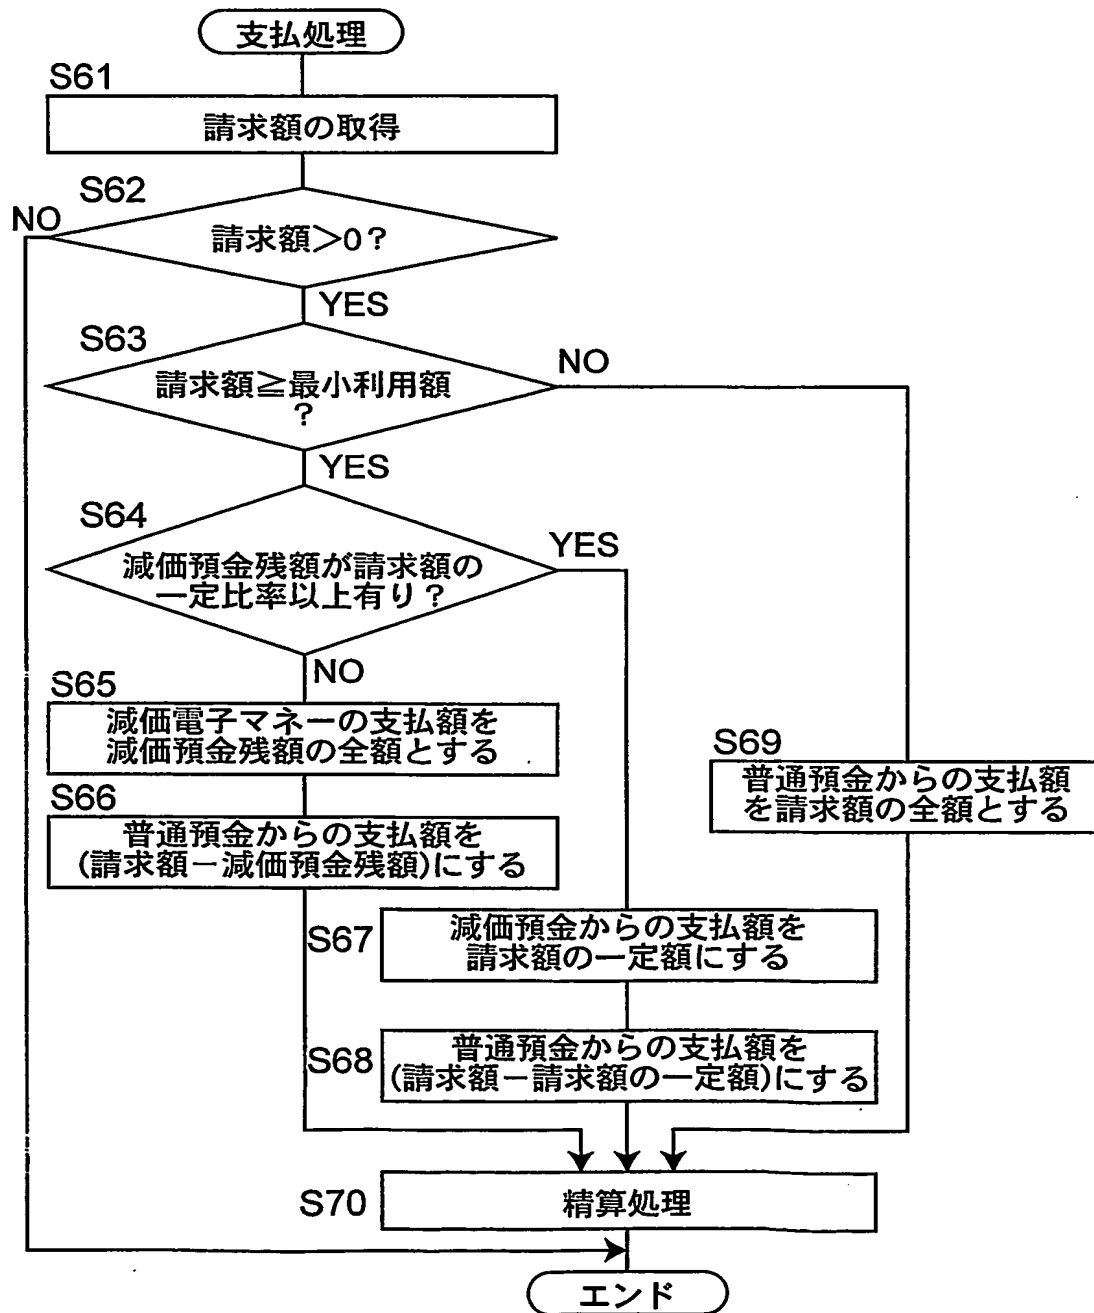 支払処理
S61
請求額の取得
S62
NO
請求額>0?
YES
S63
NO
請求額≧最小利用額
?
YES
S64
YES
減価預金残額が請求額の
一定比率以上有り?
NO
S65
減価電子マネーの支払額を
減価預金残額の全額とする
S69
普通預金からの支払額
を請求額の全額とする
S66
普通預金からの支払額を
(請求額-減価預金残額)にする
S67
減価預金からの支払額を
請求額の一定額にする
S68
普通預金からの支払額を
(請求額-請求額の一定額)にする
S70
精算処理
エンド